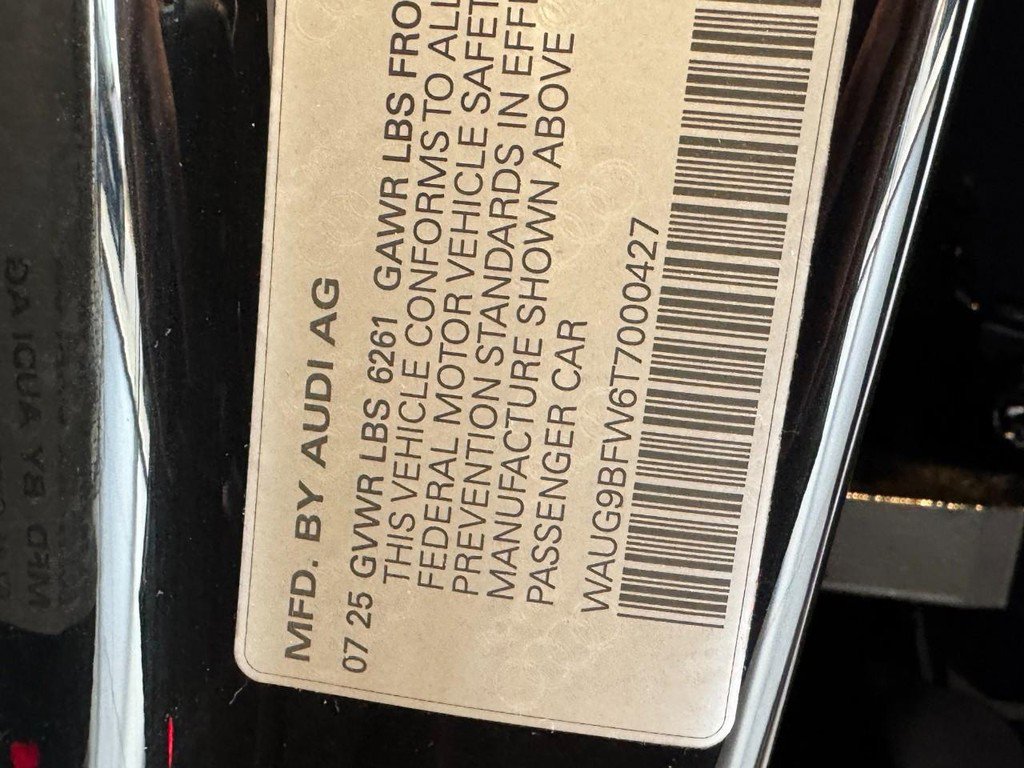 MFD. BY AUDI AG
07 25 GVWR LBS 6261 GAWR LBS FRO
THIS VEHICLE CONFORMS TO ALL
FEDERAL MOTOR VEHICLE SAFET
PREVENTION STANDARDS IN EFF
MANUFACTURE SHOWN ABOVE
PASSENGER CAR
WAUG9BFW6T7000427